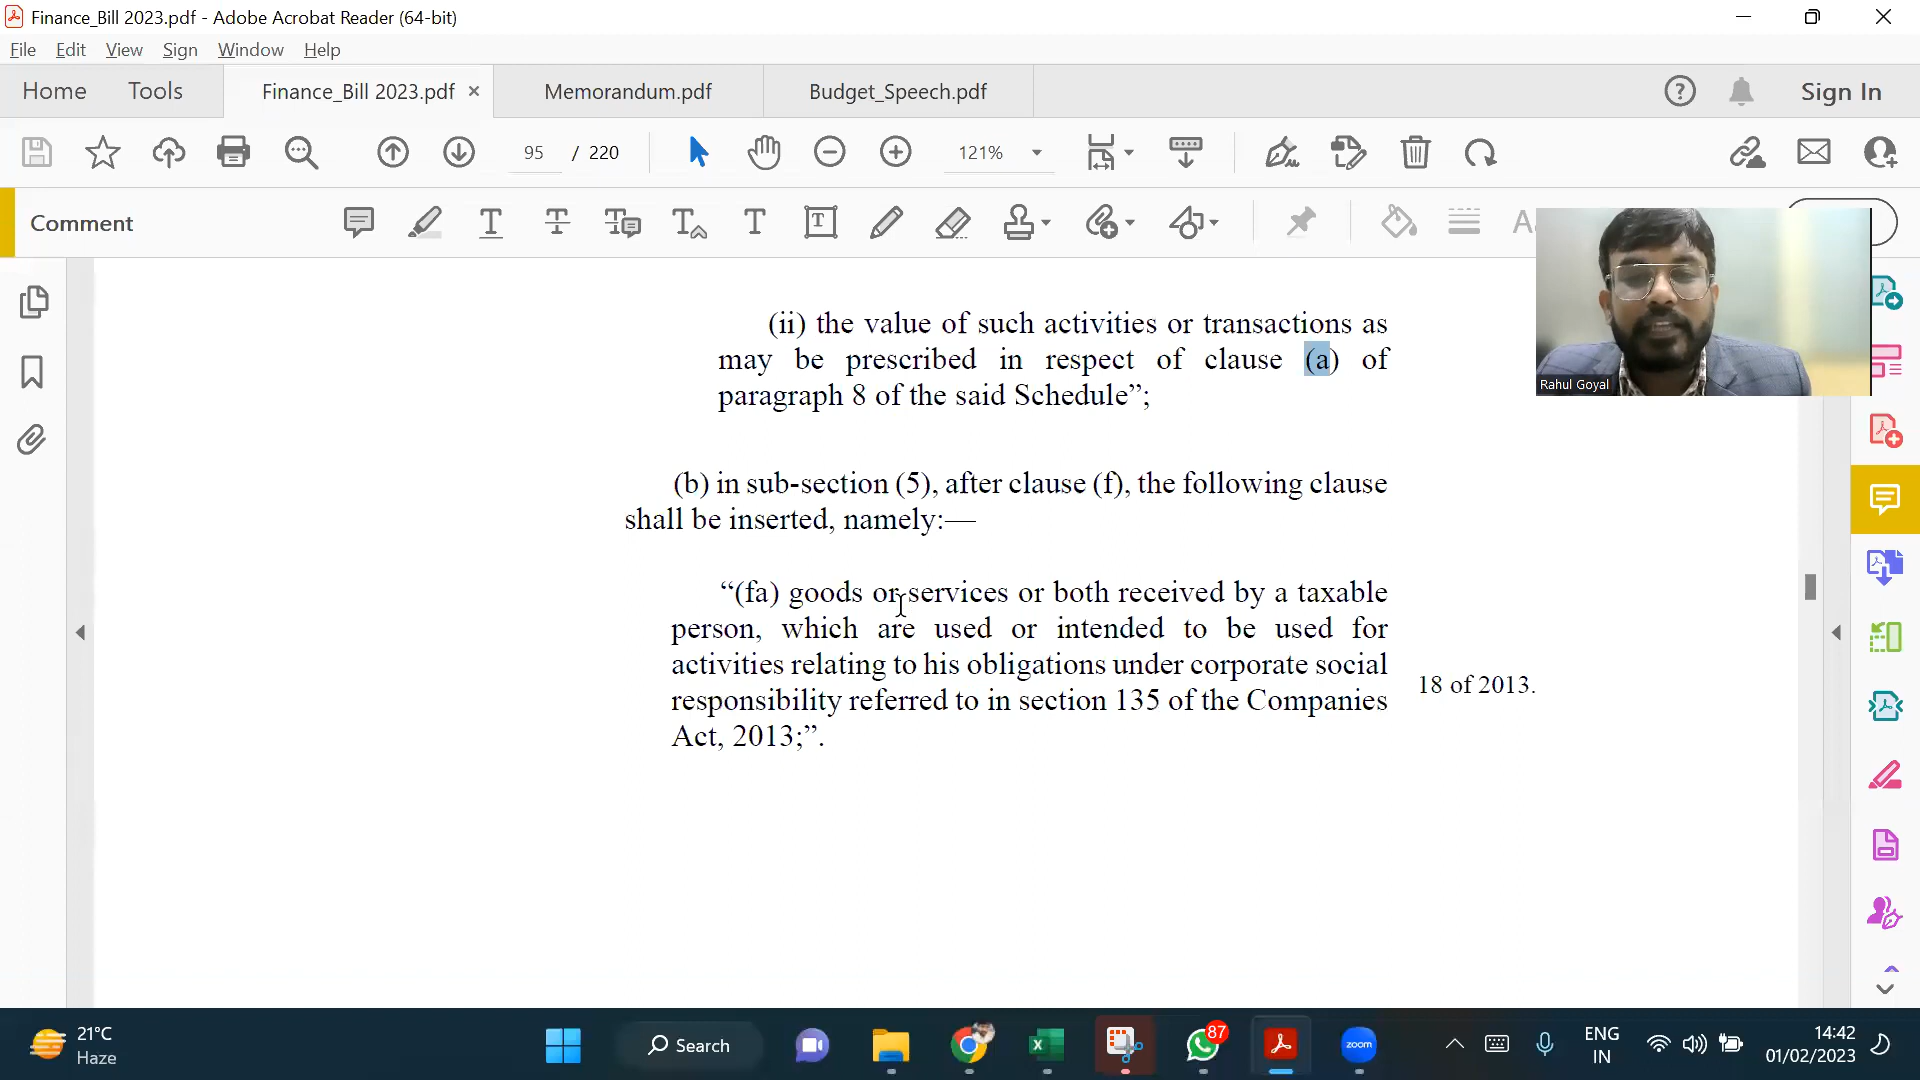 Finance_Bill 2023.pdf - Adobe Acrobat Reader (64-bit)
File Edit View Sign Window Help
Home Tools Finance_Bill 2023.pdf × Memorandum.pdf Budget_Speech.pdf Sign In
95 / 220 121%
Comment
Rahul Goyal
(ii) the value of such activities or transactions as
may be prescribed in respect of clause (a) of
paragraph 8 of the said Schedule”;
(b) in sub-section (5), after clause (f), the following clause
shall be inserted, namely:—
“(fa) goods or services or both received by a taxable
person, which are used or intended to be used for
activities relating to his obligations under corporate social
responsibility referred to in section 135 of the Companies
Act, 2013;”.
18 of 2013.
21°C
Haze
Search
87
zoom
ENG
IN
14:42
01/02/2023